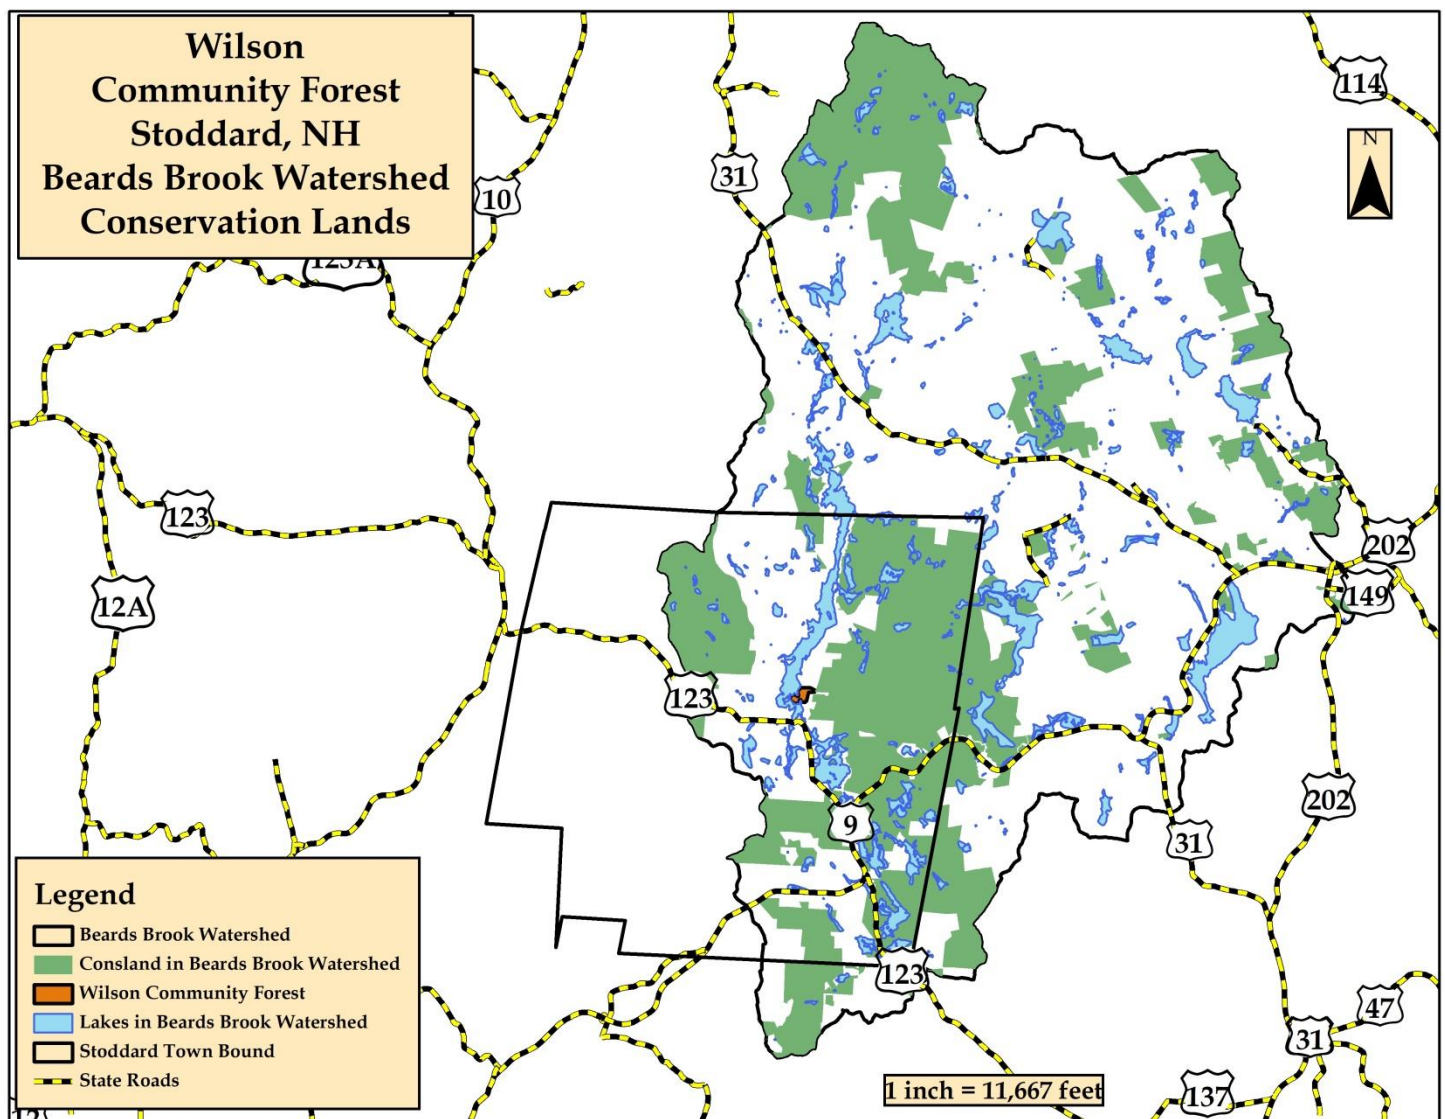 Wilson
Community Forest
Stoddard, NH
Beards Brook Watershed
Conservation Lands
114
N
31
10
123A
123
12A
202
149
123
202
9
31
123
47
31
137
1 inch = 11,667 feet
Legend
Beards Brook Watershed
Consland in Beards Brook Watershed
Wilson Community Forest
Lakes in Beards Brook Watershed
Stoddard Town Bound
State Roads